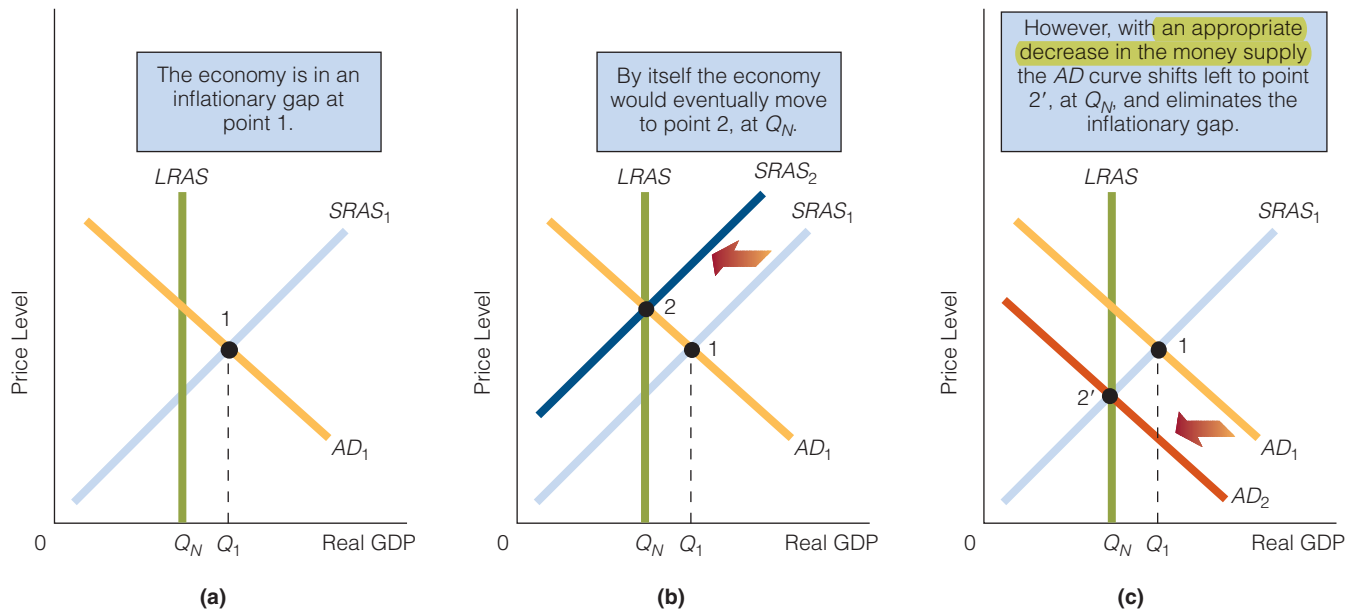 The economy is in an
inflationary gap at
point 1.
LRAS
SRAS1
1
AD1
Price Level
0
QN
Q1
Real GDP
(a)
By itself the economy
would eventually move
to point 2, at QN.
LRAS
SRAS2
SRAS1
2
1
AD1
Price Level
0
QN
Q1
Real GDP
(b)
However, with an appropriate
decrease in the money supply
the AD curve shifts left to point
2′, at QN, and eliminates the
inflationary gap.
LRAS
SRAS1
1
2′
AD1
AD2
Price Level
0
QN
Q1
Real GDP
(c)